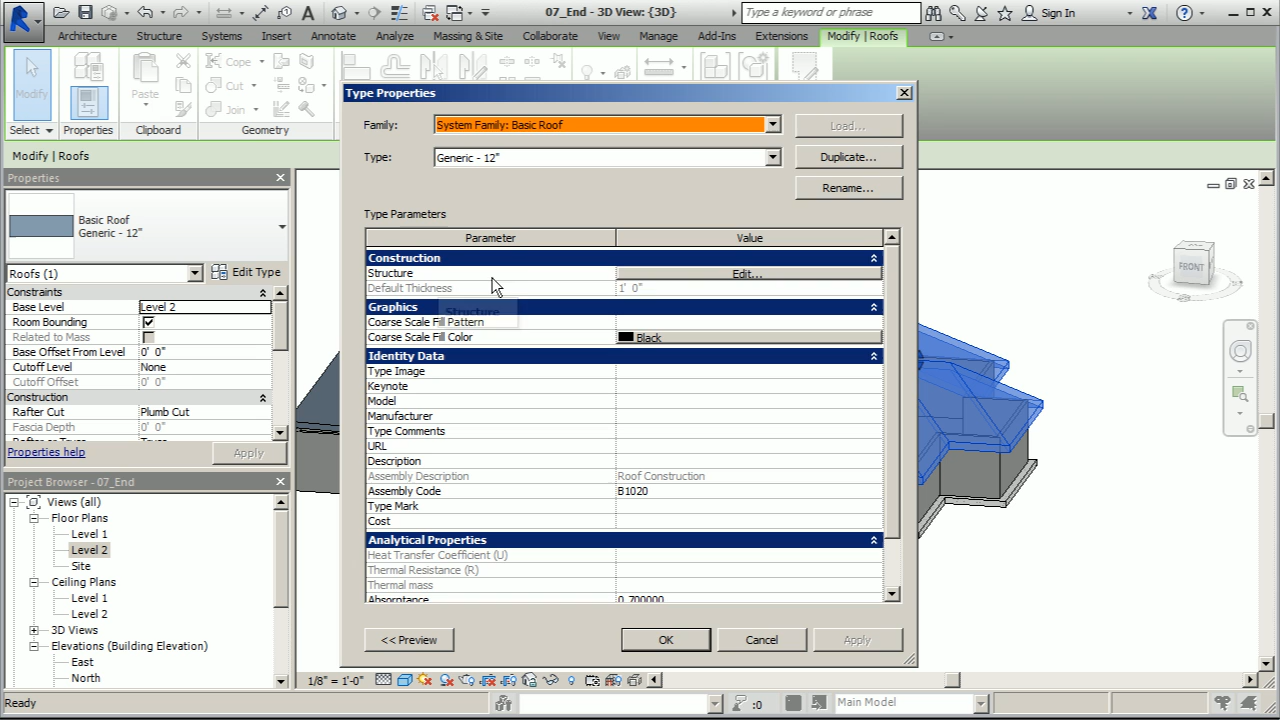 07_End - 3D View: {3D}
Type a keyword or phrase
Sign In
Architecture
Structure
Systems
Insert
Annotate
Analyze
Massing & Site
Collaborate
View
Manage
Add-Ins
Extensions
Modify | Roofs
Modify
Paste
Cope
Cut
Join
Select
Properties
Clipboard
Geometry
Modify | Roofs
Properties
Basic Roof
Generic - 12"
Roofs (1)
Edit Type
Constraints
Base Level
Level 2
Room Bounding
Related to Mass
Base Offset From Level
0' 0"
Cutoff Level
None
Cutoff Offset
0' 0"
Construction
Rafter Cut
Plumb Cut
Fascia Depth
0' 0"
Rafter or Truss
Truss
Properties help
Apply
Project Browser - 07_End
Views (all)
Floor Plans
Level 1
Level 2
Site
Ceiling Plans
Level 1
Level 2
3D Views
Elevations (Building Elevation)
East
North
Type Properties
Family:
System Family: Basic Roof
Load...
Type:
Generic - 12"
Duplicate...
Rename...
Type Parameters
Parameter
Value
Construction
Structure
Edit...
Default Thickness
1' 0"
Graphics
Structure
Coarse Scale Fill Pattern
Coarse Scale Fill Color
Black
Identity Data
Type Image
Keynote
Model
Manufacturer
Type Comments
URL
Description
Assembly Description
Roof Construction
Assembly Code
B1020
Type Mark
Cost
Analytical Properties
Heat Transfer Coefficient (U)
Thermal Resistance (R)
Thermal mass
Absorptance
0.700000
<< Preview
OK
Cancel
Apply
FRONT
1/8" = 1'-0"
Ready
:0
Main Model